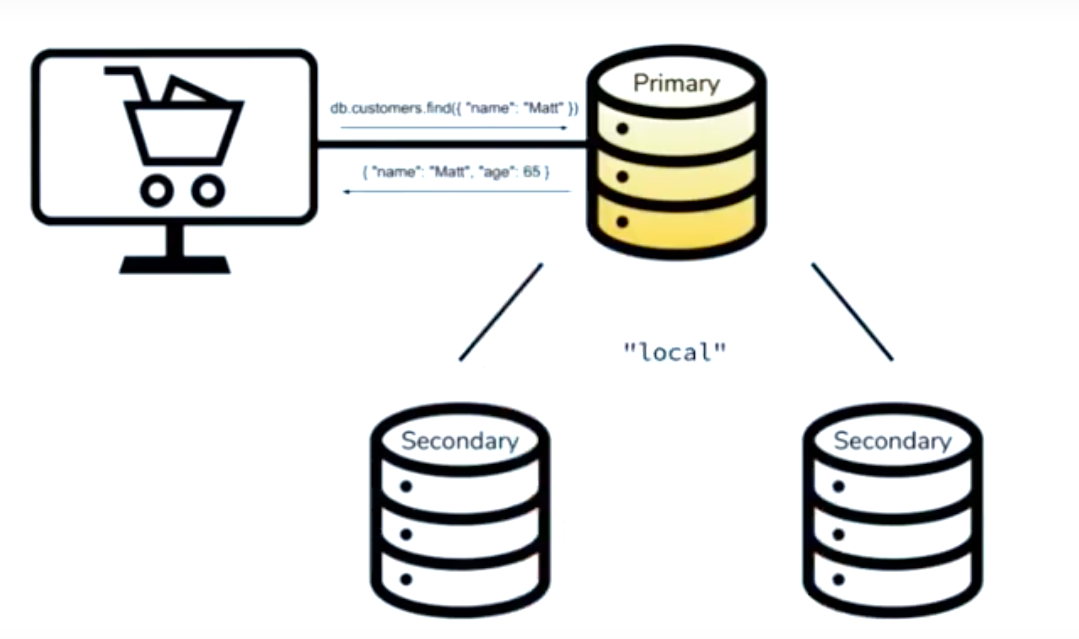 Primary
db.customers.find({ "name": "Matt" })
{ "name": "Matt", "age": 65 }
"local"
Secondary
Secondary